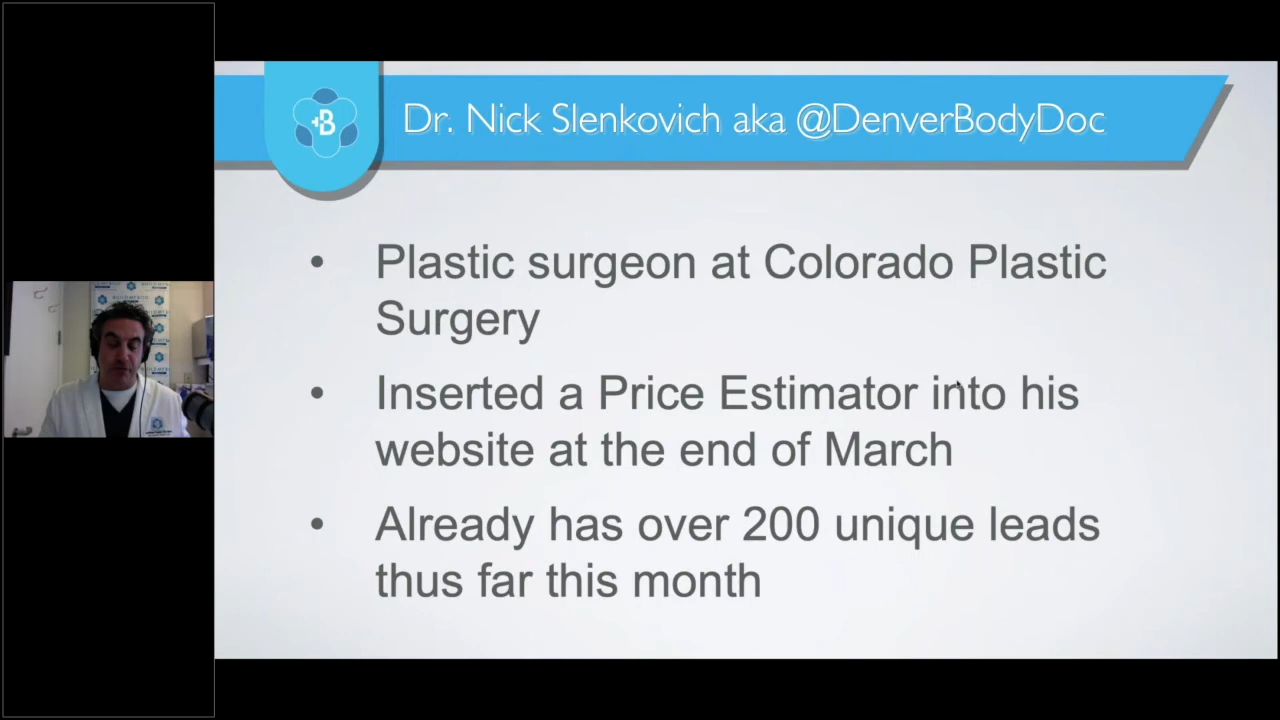 B
Dr. Nick Slenkovich aka @DenverBodyDoc
• Plastic surgeon at Colorado Plastic
Surgery
• Inserted a Price Estimator into his
website at the end of March
• Already has over 200 unique leads
thus far this month